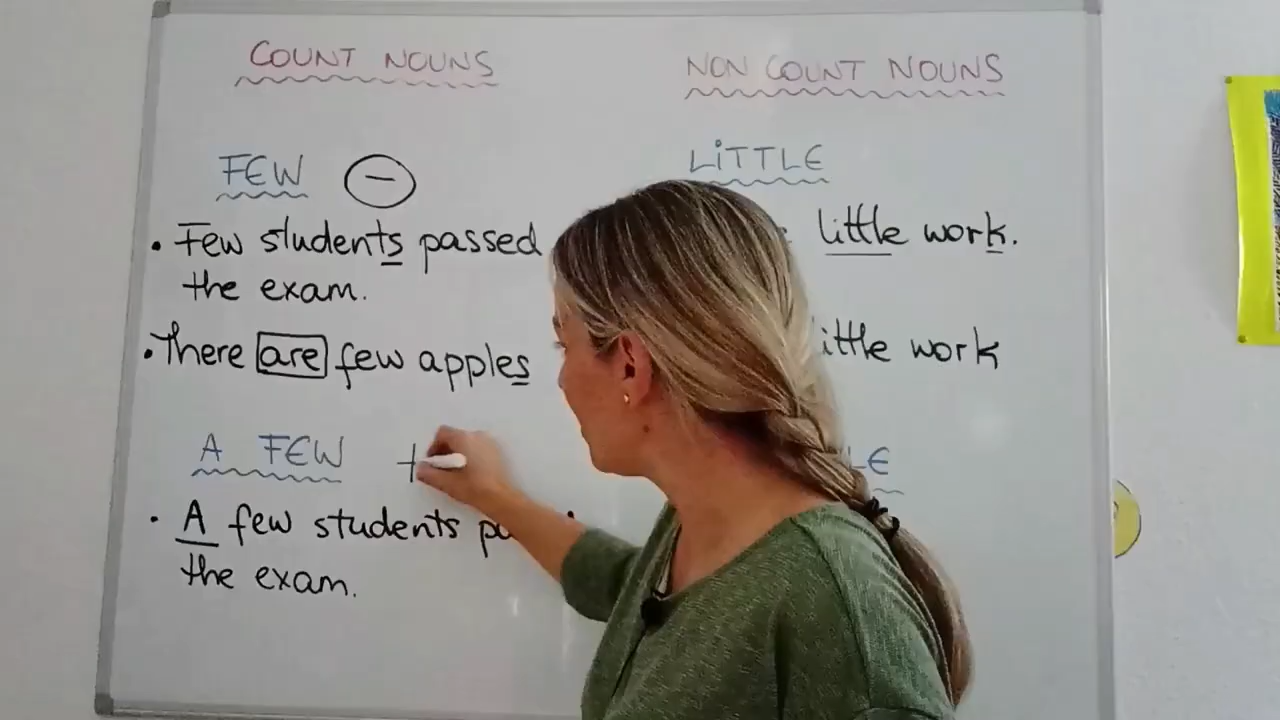 COUNT NOUNS
FEW -
• Few students passed
the exam.
• There are few apples
A FEW +
• A few students
the exam.
NON COUNT NOUNS
LiTTLE
little work.
little work